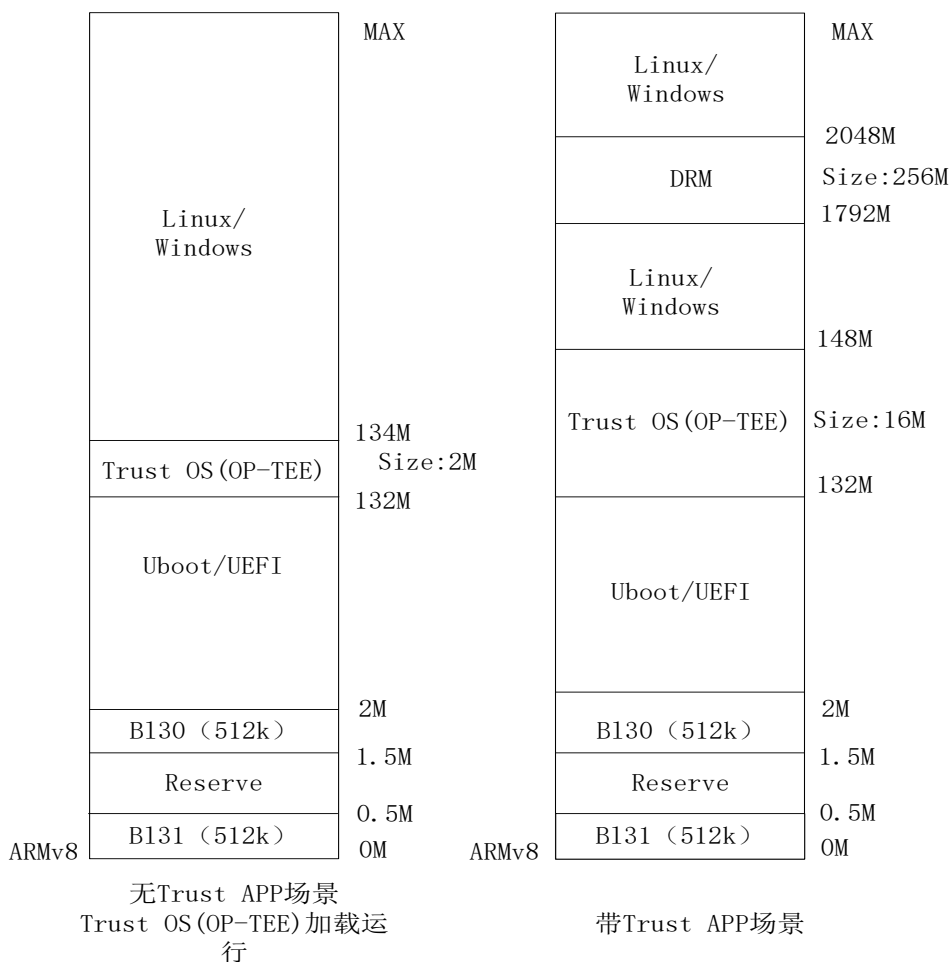 MAX
Linux/
Windows
134M
Trust OS(OP-TEE)
Size:2M
132M
Uboot/UEFI
2M
Bl30（512k）
1.5M
Reserve
0.5M
Bl31（512k）
ARMv8
0M
无Trust APP场景
Trust OS(OP-TEE)加载运
行
MAX
Linux/
Windows
2048M
DRM
Size:256M
1792M
Linux/
Windows
148M
Trust OS(OP-TEE)
Size:16M
132M
Uboot/UEFI
2M
Bl30（512k）
1.5M
Reserve
0.5M
Bl31（512k）
ARMv8
0M
带Trust APP场景